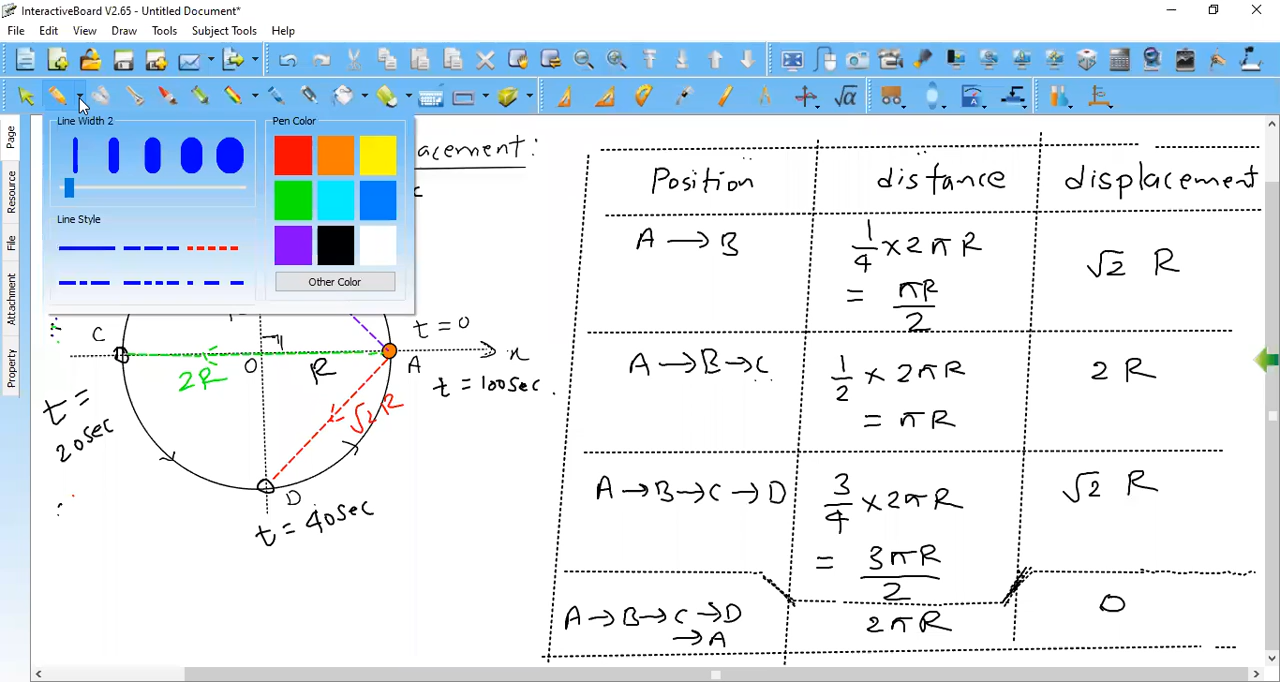 InteractiveBoard V2.65 - Untitled Document*
File Edit View Draw Tools Subject Tools Help
Page
Resource
File
Attachment
Property
Line Width 2
Pen Color
Line Style
Other Color
acement :
C
O
R
2R
A
x
t = 0
t = 100sec.
√2 R
t =
20sec
D
t = 40sec
Position distance displacement
A → B 1/4 × 2πR √2 R
= πR/2
A → B → C 1/2 × 2πR 2R
= πR
A → B → C → D 3/4 × 2πR √2 R
= 3πR/2
A → B → C → D 2πR 0
→ A